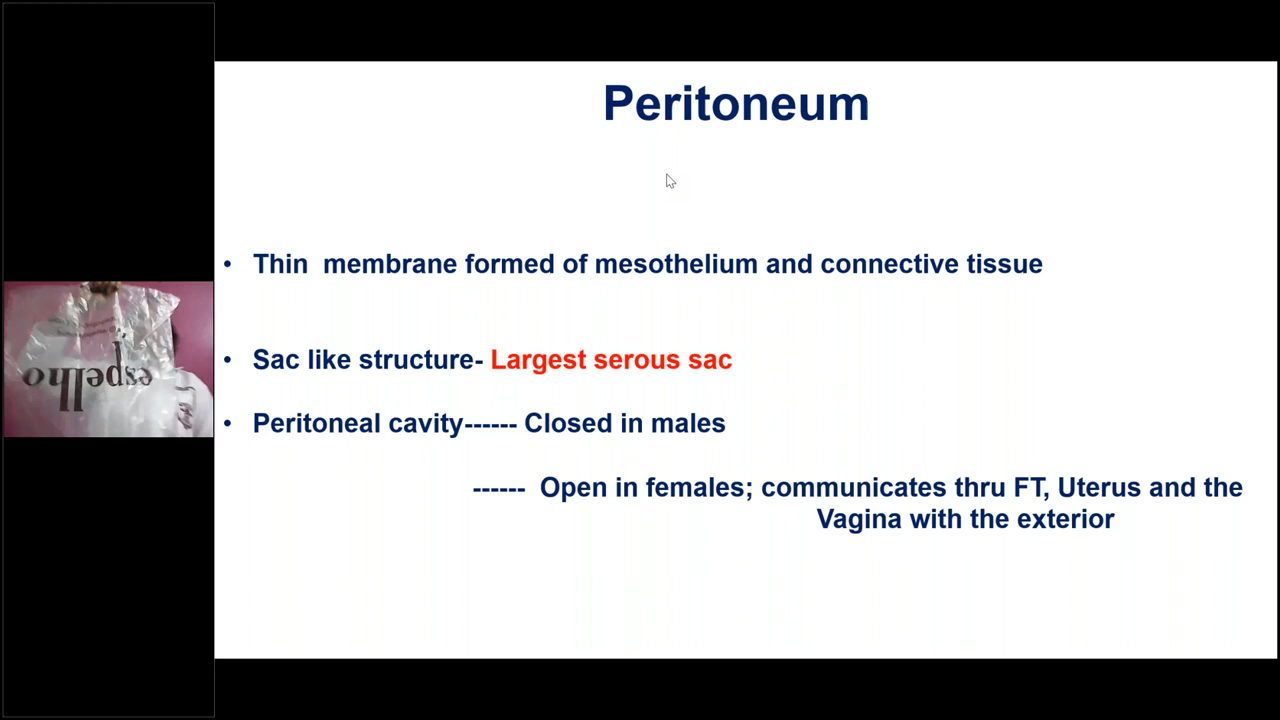 Peritoneum
• Thin membrane formed of mesothelium and connective tissue
• Sac like structure- Largest serous sac
• Peritoneal cavity------ Closed in males
------ Open in females; communicates thru FT, Uterus and the
Vagina with the exterior
espelho